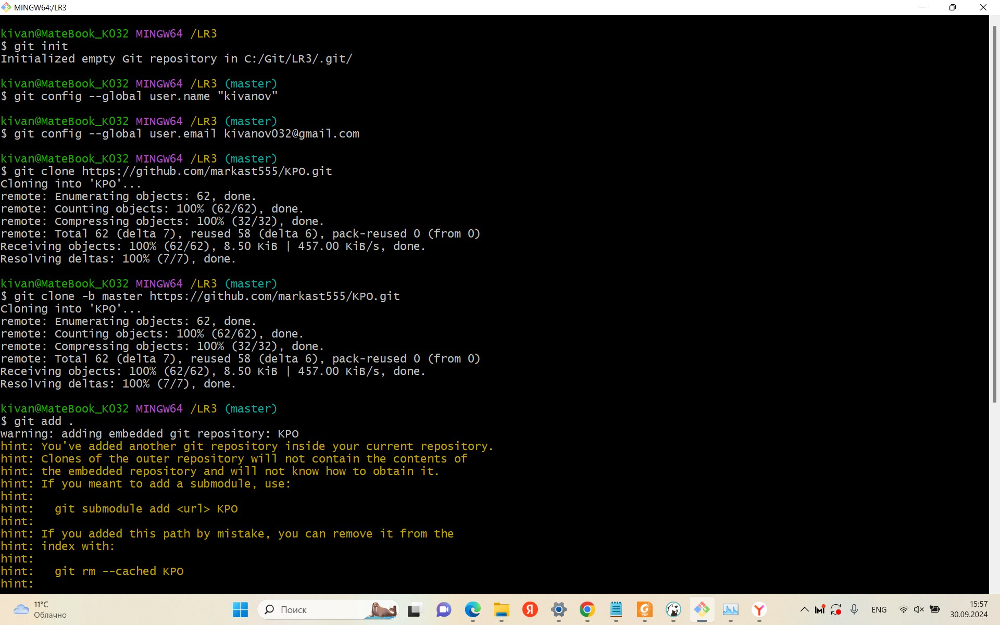 MINGW64:/LR3
kivan@MateBook_K032 MINGW64 /LR3
$ git init
Initialized empty Git repository in C:/Git/LR3/.git/
kivan@MateBook_K032 MINGW64 /LR3 (master)
$ git config --global user.name "kivanov"
kivan@MateBook_K032 MINGW64 /LR3 (master)
$ git config --global user.email kivanov032@gmail.com
kivan@MateBook_K032 MINGW64 /LR3 (master)
$ git clone https://github.com/markast555/KPO.git
Cloning into 'KPO'...
remote: Enumerating objects: 62, done.
remote: Counting objects: 100% (62/62), done.
remote: Compressing objects: 100% (32/32), done.
remote: Total 62 (delta 7), reused 58 (delta 6), pack-reused 0 (from 0)
Receiving objects: 100% (62/62), 8.50 KiB | 457.00 KiB/s, done.
Resolving deltas: 100% (7/7), done.
kivan@MateBook_K032 MINGW64 /LR3 (master)
$ git clone -b master https://github.com/markast555/KPO.git
Cloning into 'KPO'...
remote: Enumerating objects: 62, done.
remote: Counting objects: 100% (62/62), done.
remote: Compressing objects: 100% (32/32), done.
remote: Total 62 (delta 7), reused 58 (delta 6), pack-reused 0 (from 0)
Receiving objects: 100% (62/62), 8.50 KiB | 457.00 KiB/s, done.
Resolving deltas: 100% (7/7), done.
kivan@MateBook_K032 MINGW64 /LR3 (master)
$ git add .
warning: adding embedded git repository: KPO
hint: You've added another git repository inside your current repository.
hint: Clones of the outer repository will not contain the contents of
hint: the embedded repository and will not know how to obtain it.
hint: If you meant to add a submodule, use:
hint:
hint:   git submodule add <url> KPO
hint:
hint: If you added this path by mistake, you can remove it from the
hint: index with:
hint:
hint:   git rm --cached KPO
hint:
11°C
Облачно
Поиск
Я
PDF
ENG
15:57
30.09.2024